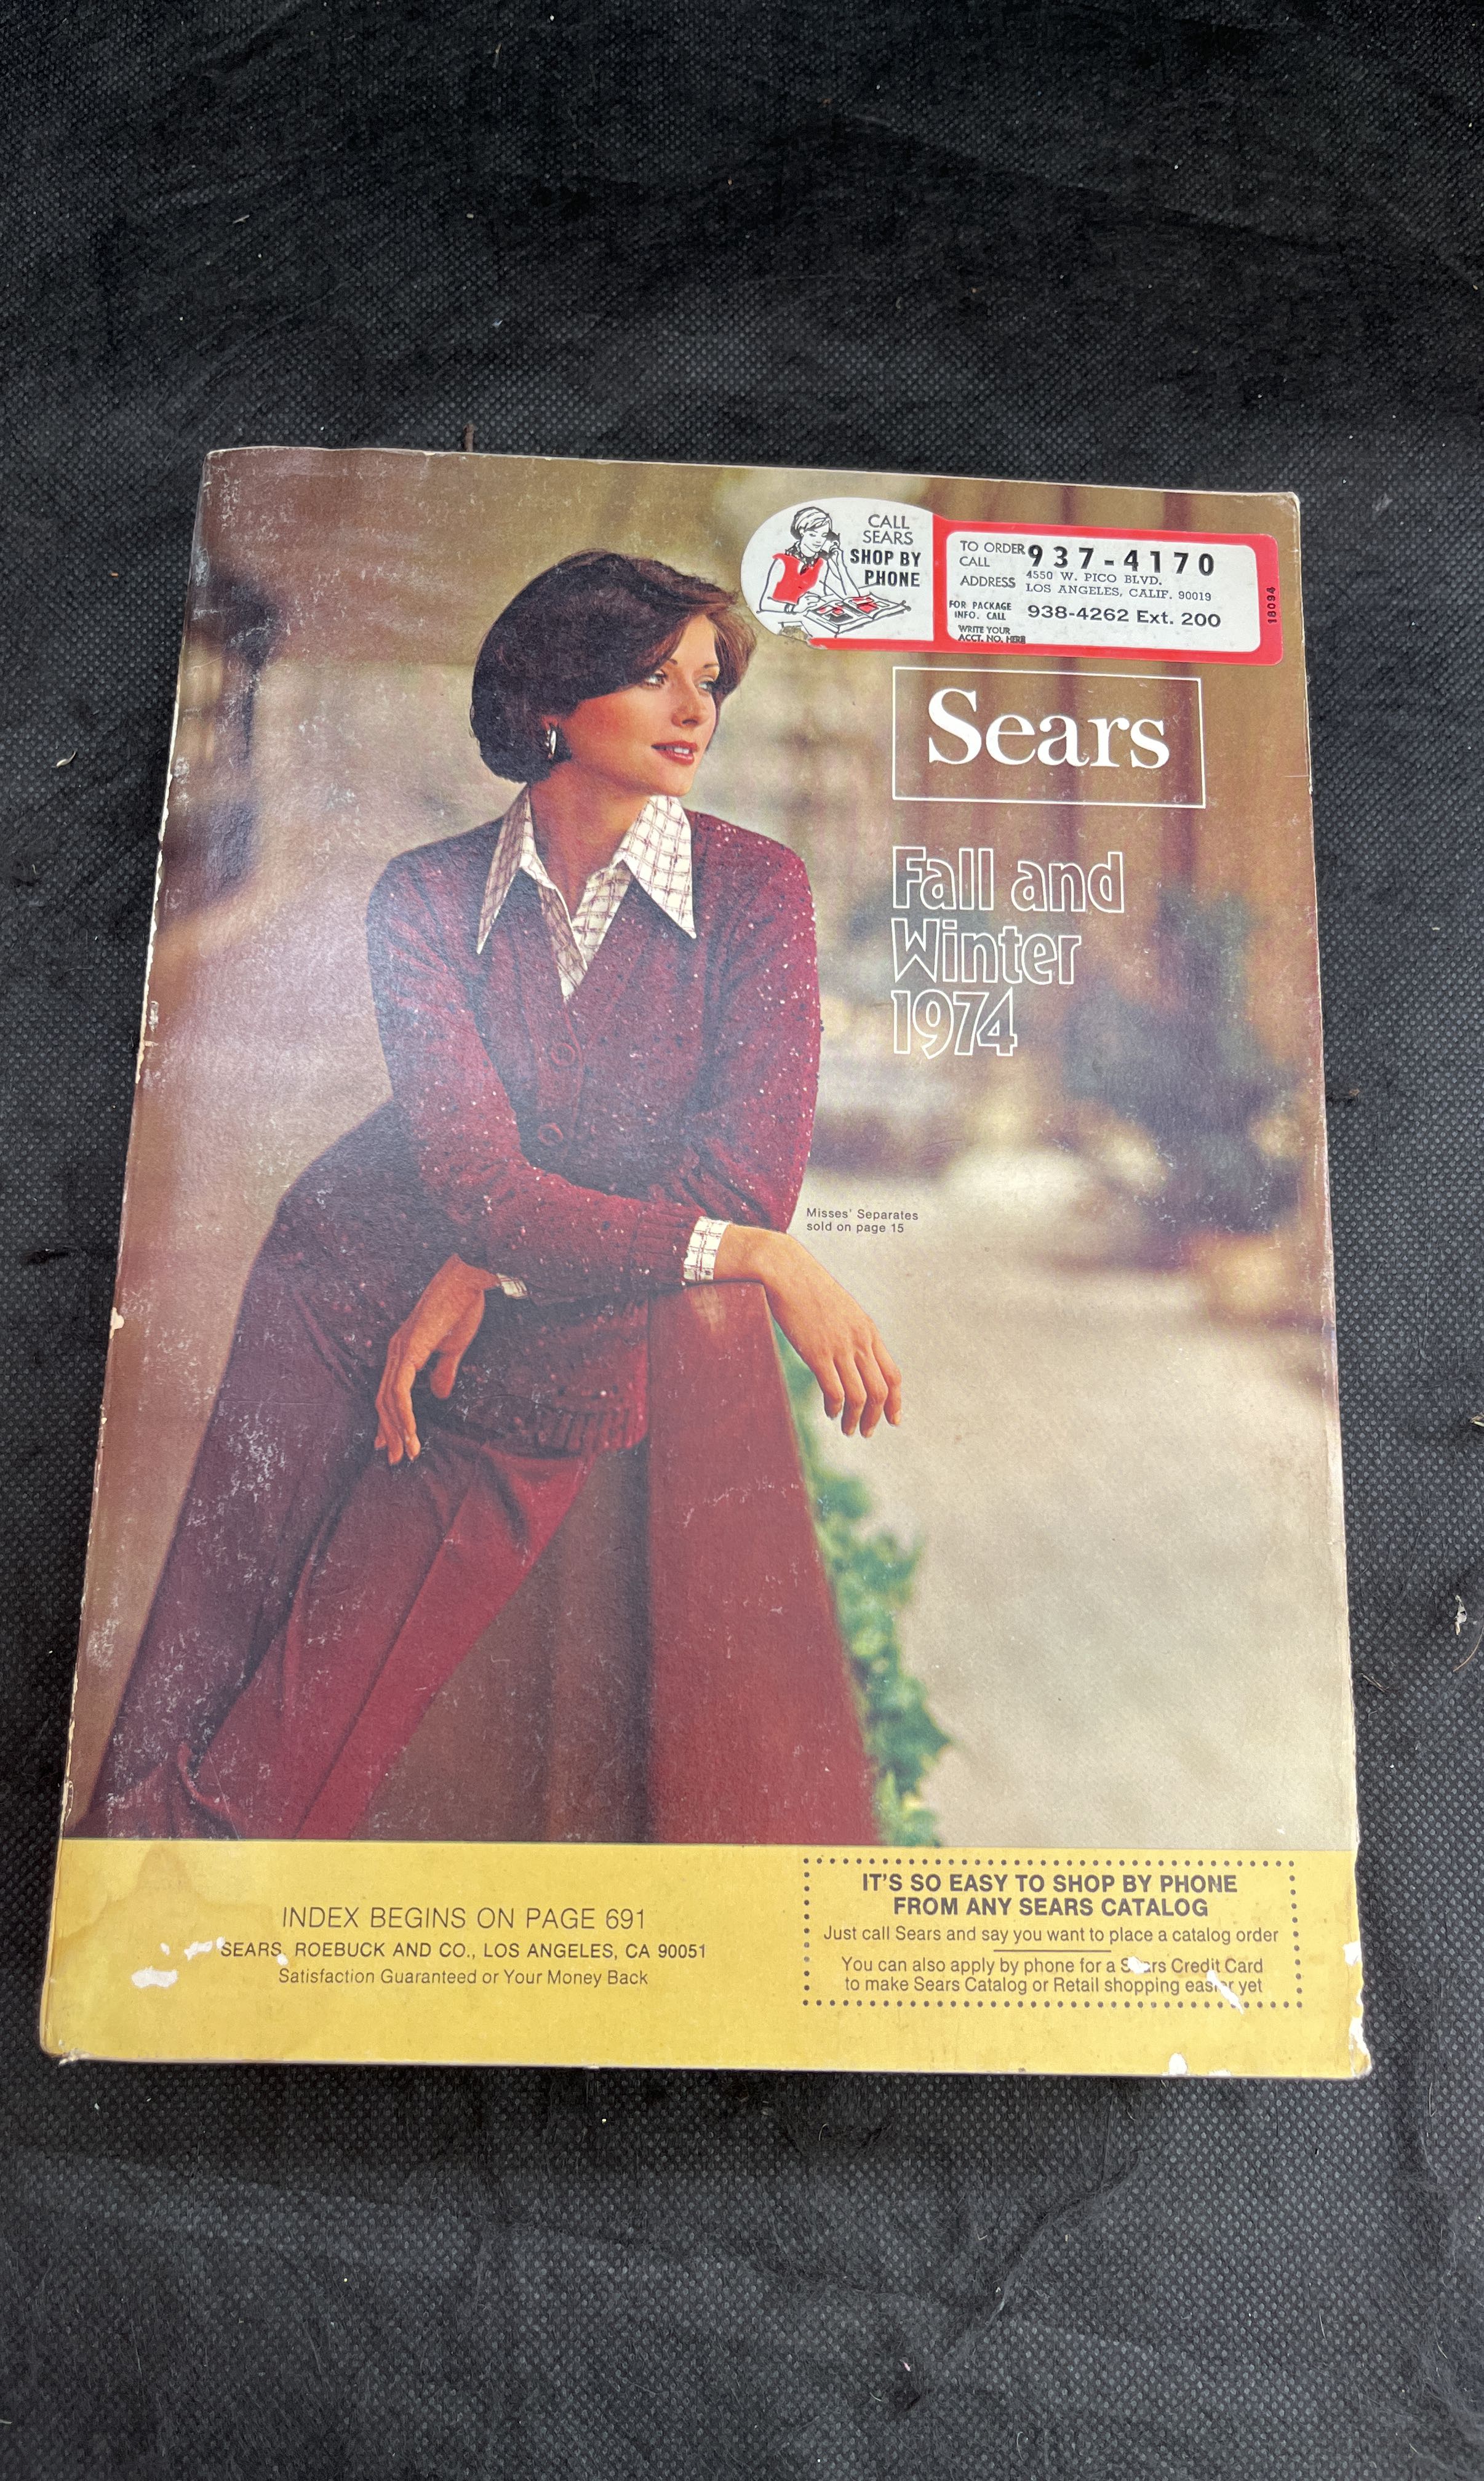 CALL
SEARS
SHOP BY
PHONE
TO ORDER
CALL
937-4170
ADDRESS
4550 W. PICO BLVD.
LOS ANGELES, CALIF. 90019
FOR PACKAGE
INFO. CALL
938-4262 Ext. 200
WRITE YOUR
ACCT. NO. HERE
18094
Sears
Fall and
Winter
1974
Misses' Separates
sold on page 15
INDEX BEGINS ON PAGE 691
SEARS, ROEBUCK AND CO., LOS ANGELES, CA 90051
Satisfaction Guaranteed or Your Money Back
IT'S SO EASY TO SHOP BY PHONE
FROM ANY SEARS CATALOG
Just call Sears and say you want to place a catalog order
You can also apply by phone for a Sears Credit Card
to make Sears Catalog or Retail shopping easier yet